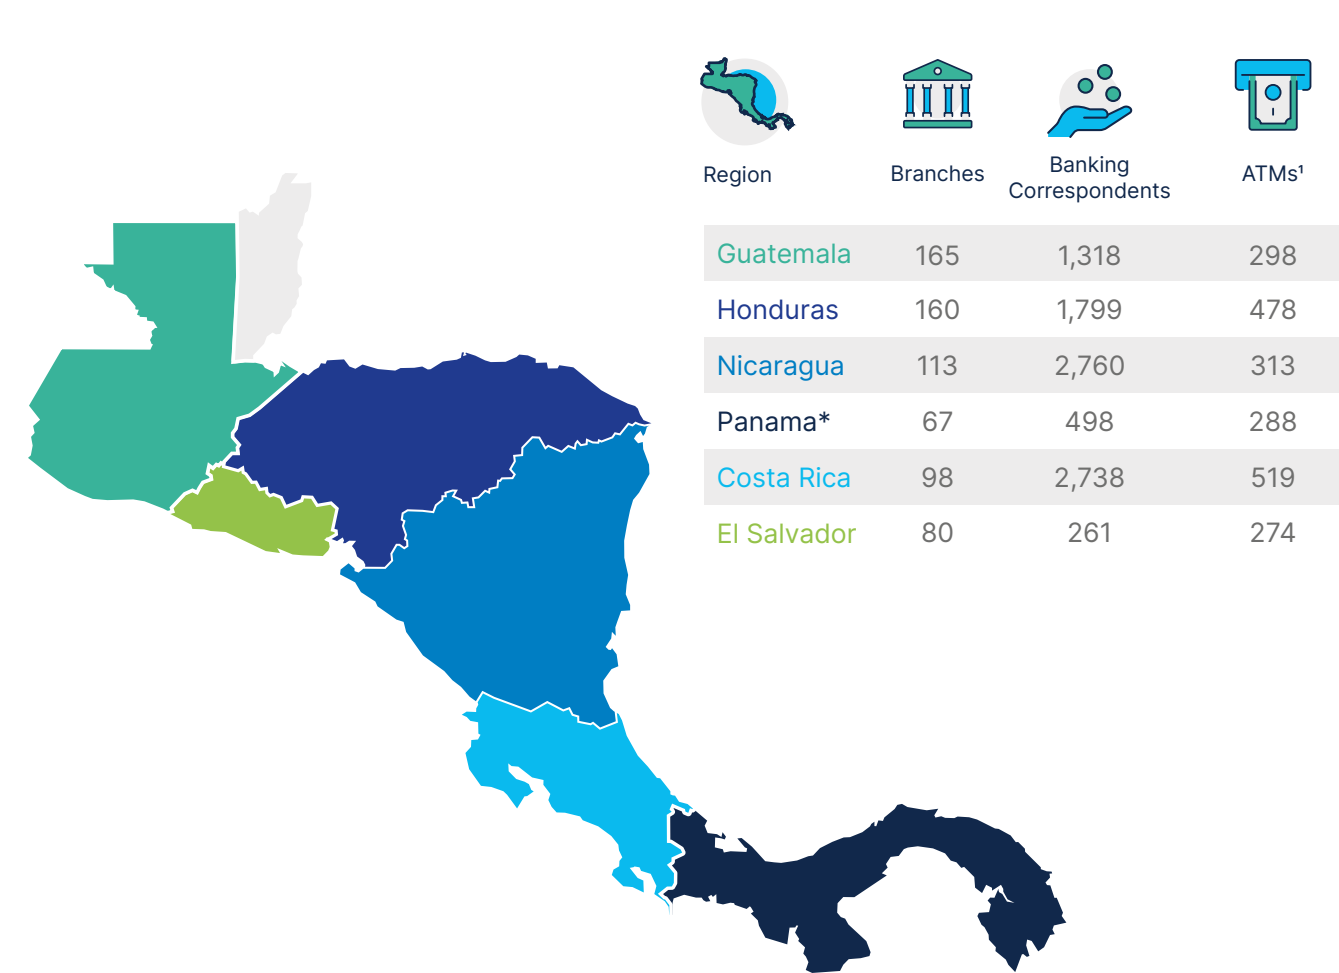 Region Branches Banking Correspondents ATMs¹
Guatemala 165 1,318 298
Honduras 160 1,799 478
Nicaragua 113 2,760 313
Panama* 67 498 288
Costa Rica 98 2,738 519
El Salvador 80 261 274